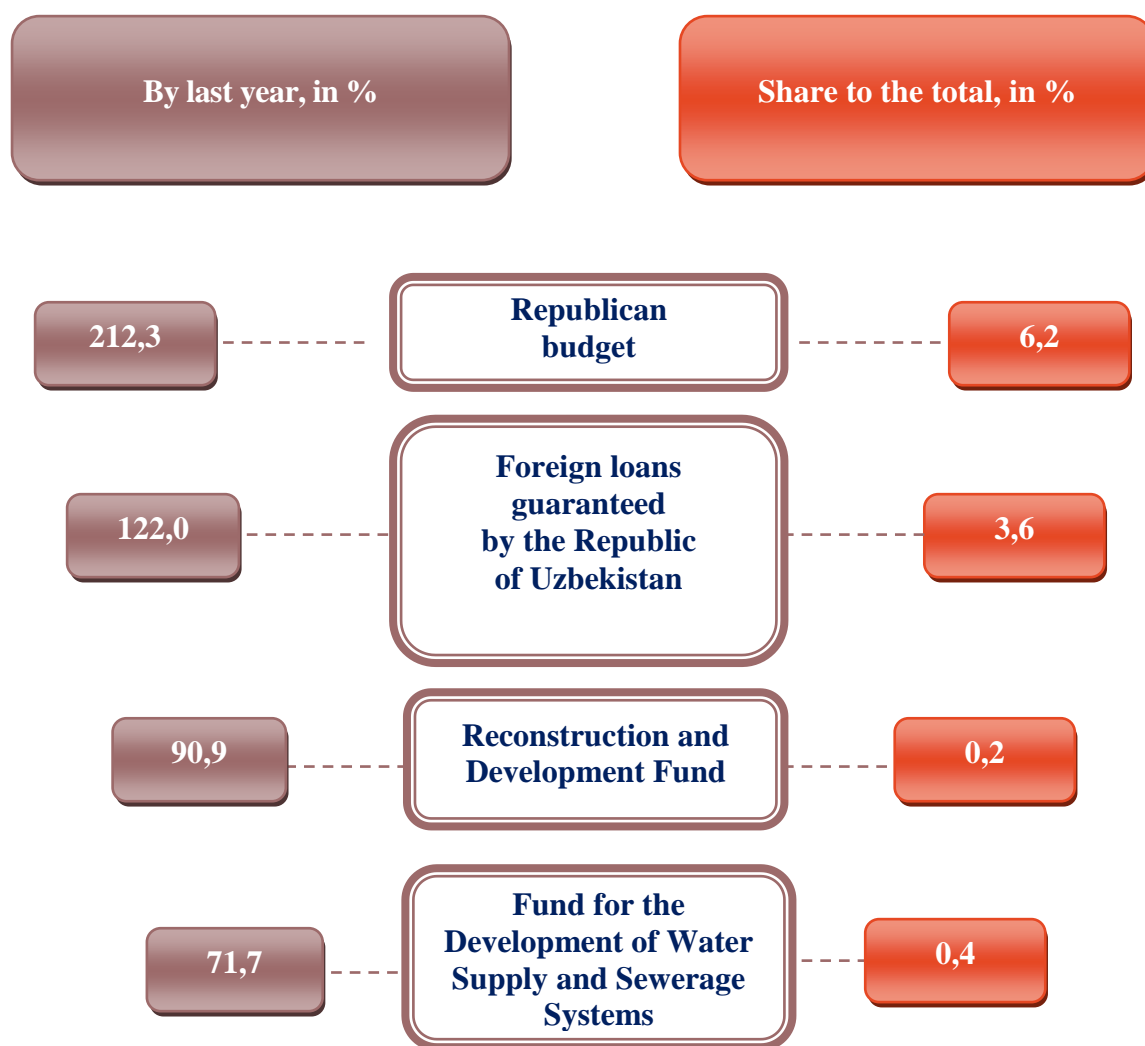 By last year, in %
Share to the total, in %
212,3
Republican
budget
6,2
122,0
Foreign loans
guaranteed
by the Republic
of Uzbekistan
3,6
90,9
Reconstruction and
Development Fund
0,2
71,7
Fund for the
Development of Water
Supply and Sewerage
Systems
0,4